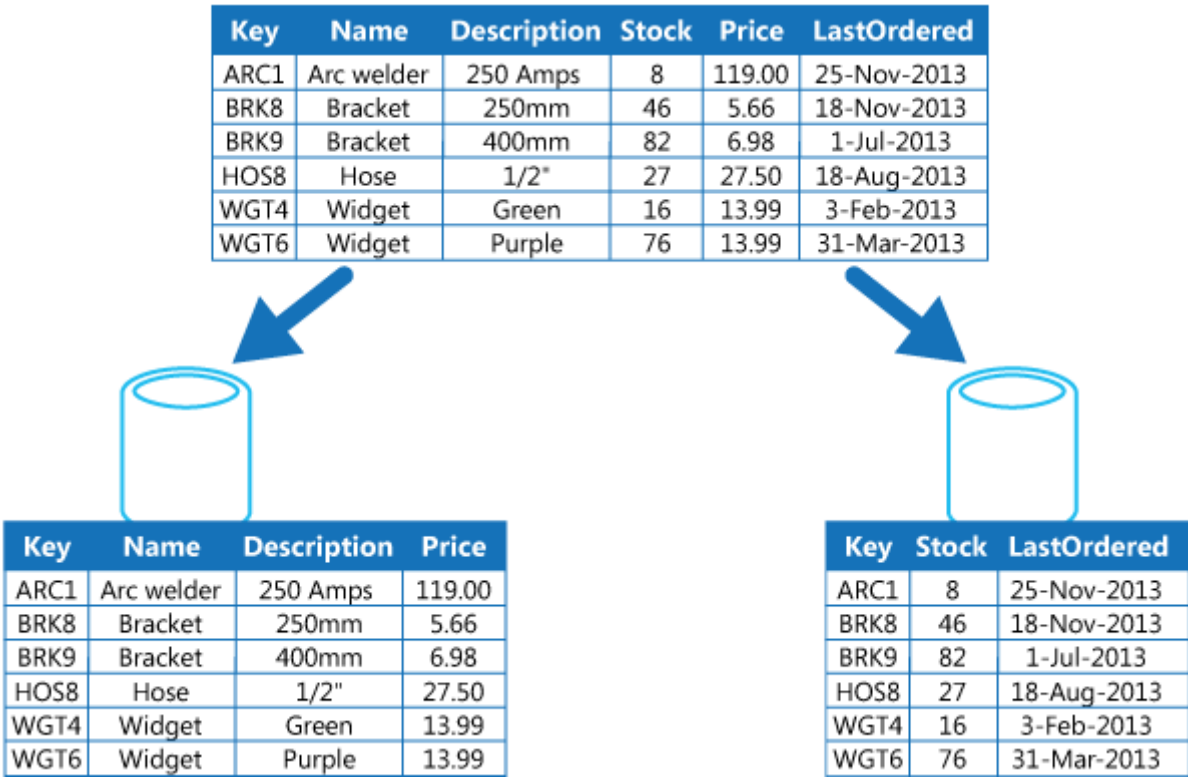 Key Name Description Stock Price LastOrdered
ARC1 Arc welder 250 Amps 8 119.00 25-Nov-2013
BRK8 Bracket 250mm 46 5.66 18-Nov-2013
BRK9 Bracket 400mm 82 6.98 1-Jul-2013
HOS8 Hose 1/2" 27 27.50 18-Aug-2013
WGT4 Widget Green 16 13.99 3-Feb-2013
WGT6 Widget Purple 76 13.99 31-Mar-2013
Key Name Description Price
ARC1 Arc welder 250 Amps 119.00
BRK8 Bracket 250mm 5.66
BRK9 Bracket 400mm 6.98
HOS8 Hose 1/2" 27.50
WGT4 Widget Green 13.99
WGT6 Widget Purple 13.99
Key Stock LastOrdered
ARC1 8 25-Nov-2013
BRK8 46 18-Nov-2013
BRK9 82 1-Jul-2013
HOS8 27 18-Aug-2013
WGT4 16 3-Feb-2013
WGT6 76 31-Mar-2013